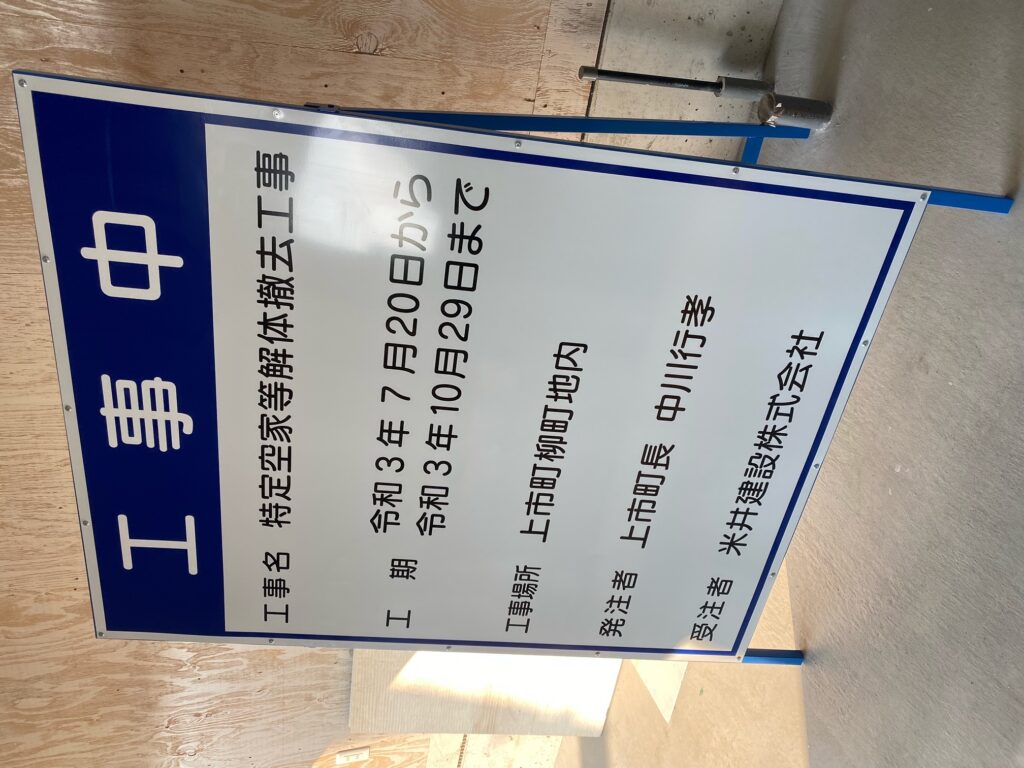 工事中
工事名 特定空家等解体撤去工事
工期 令和3年7月20日から
令和3年10月29日まで
工事場所 上市町柳町地内
発注者 上市町長 中川行孝
受注者 米井建設株式会社